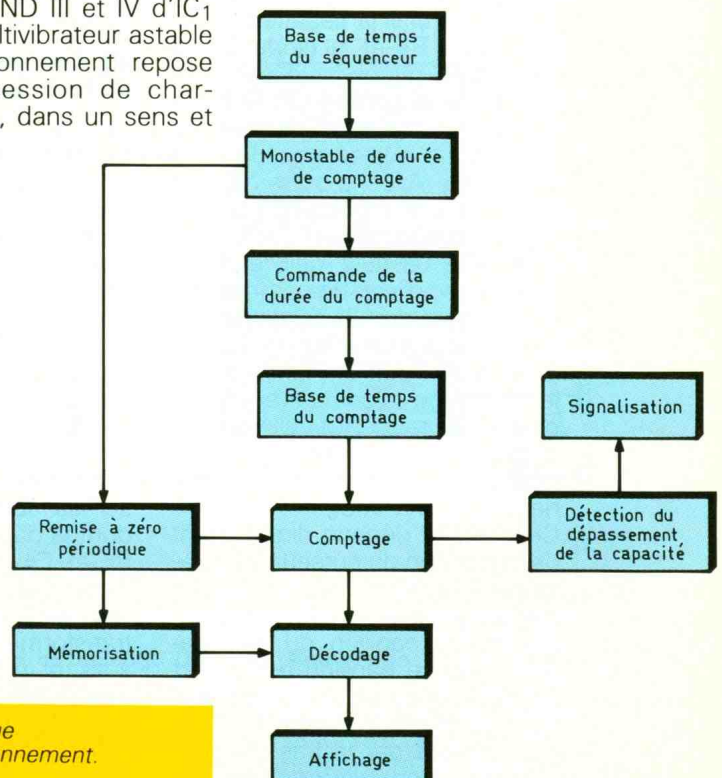 ND III et IV d'IC1
ltivibrateur astable
onnement repose
ession de char-
, dans un sens et
Base de temps
du séquenceur
Monostable de durée
de comptage
Commande de la
durée du comptage
Base de temps
du comptage
Signalisation
Remise à zéro
périodique
Comptage
Détection du
dépassement
de la capacité
Mémorisation
Décodage
Affichage
ue
onnement.